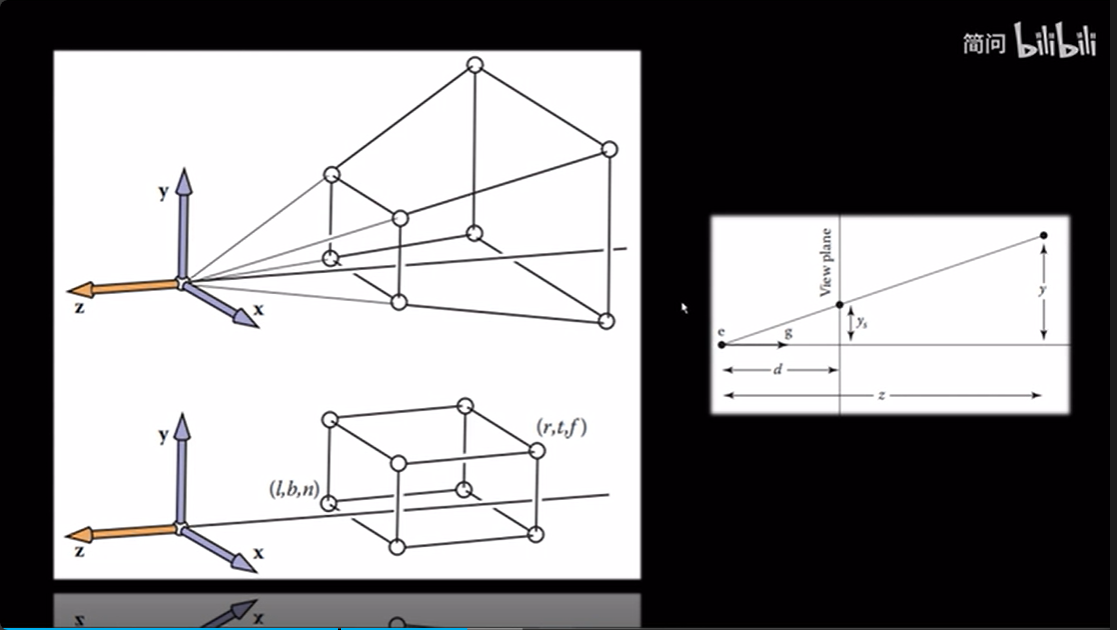 简问 bilibili
y
z
x
y
(r,t,f)
(l,b,n)
z
x
View plane
e
g
y_s
y
d
z
z
x